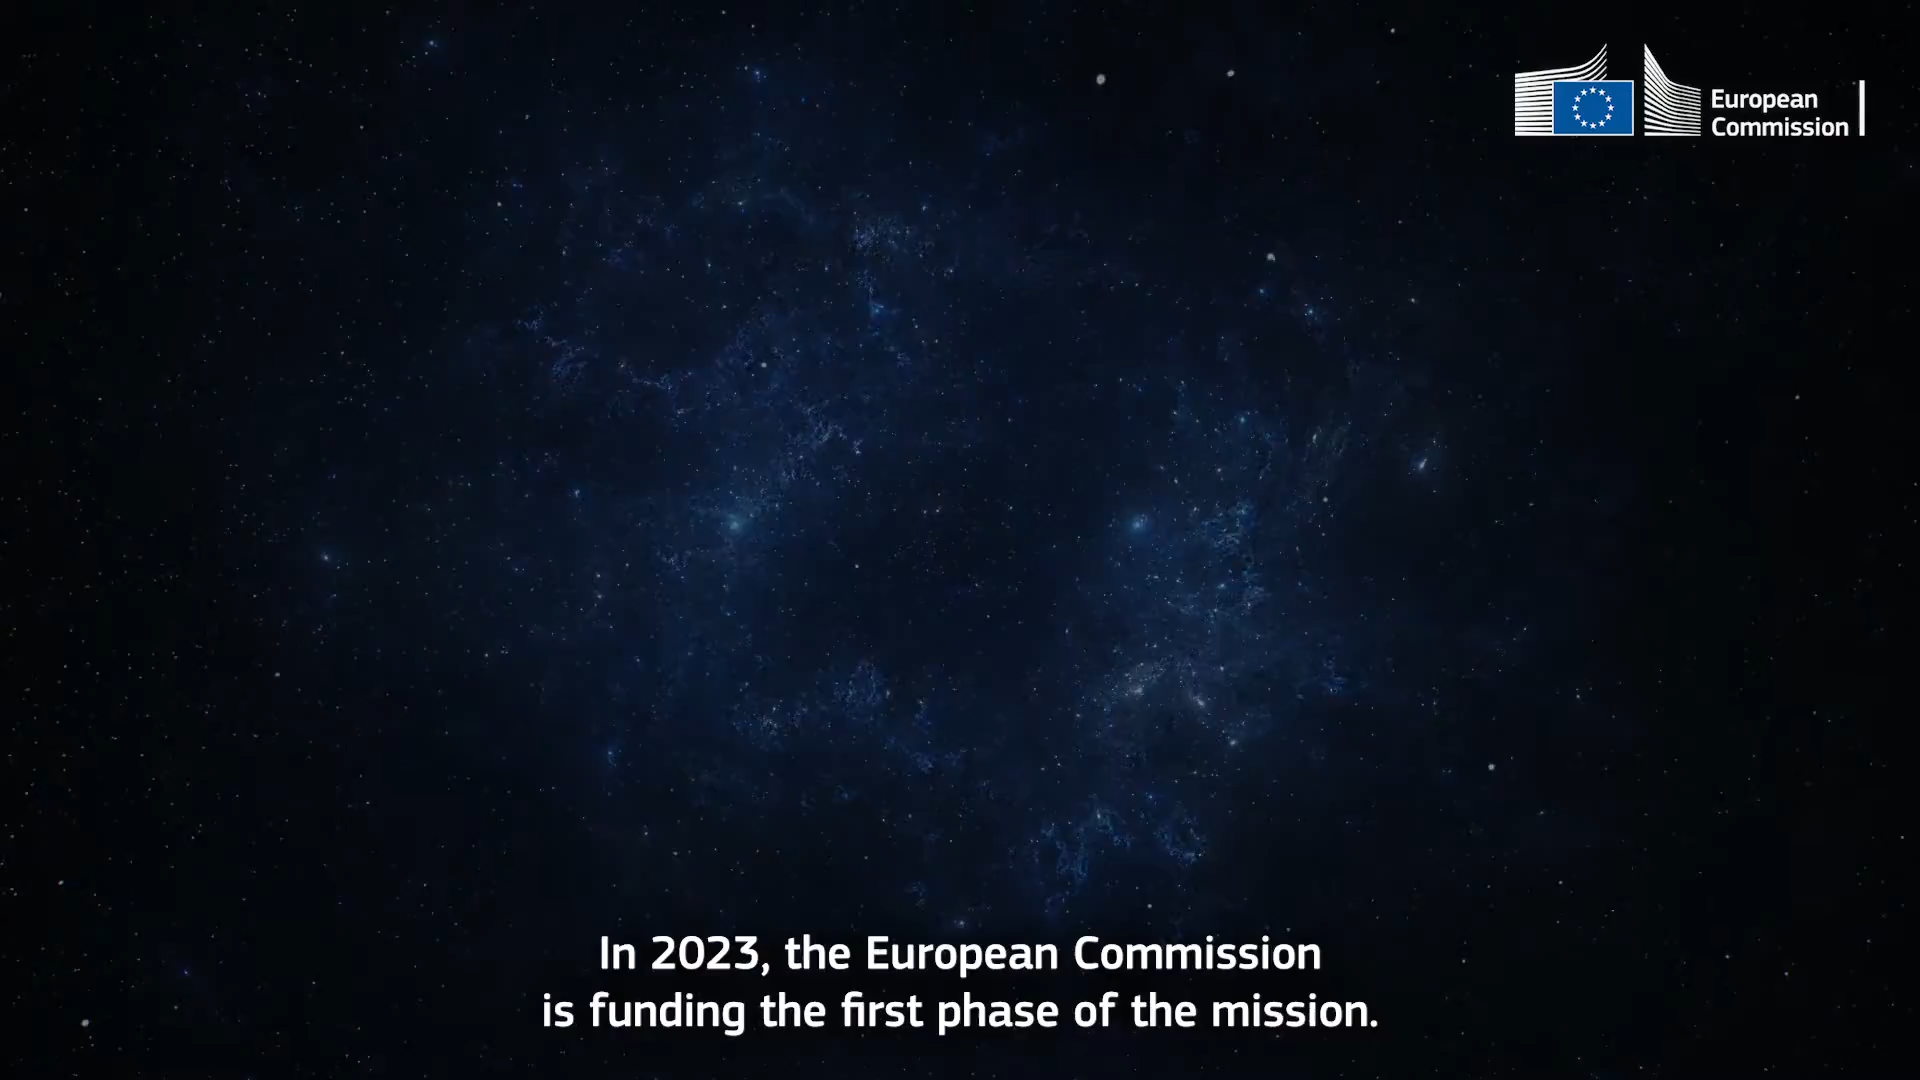 European
Commission
In 2023, the European Commission
is funding the first phase of the mission.